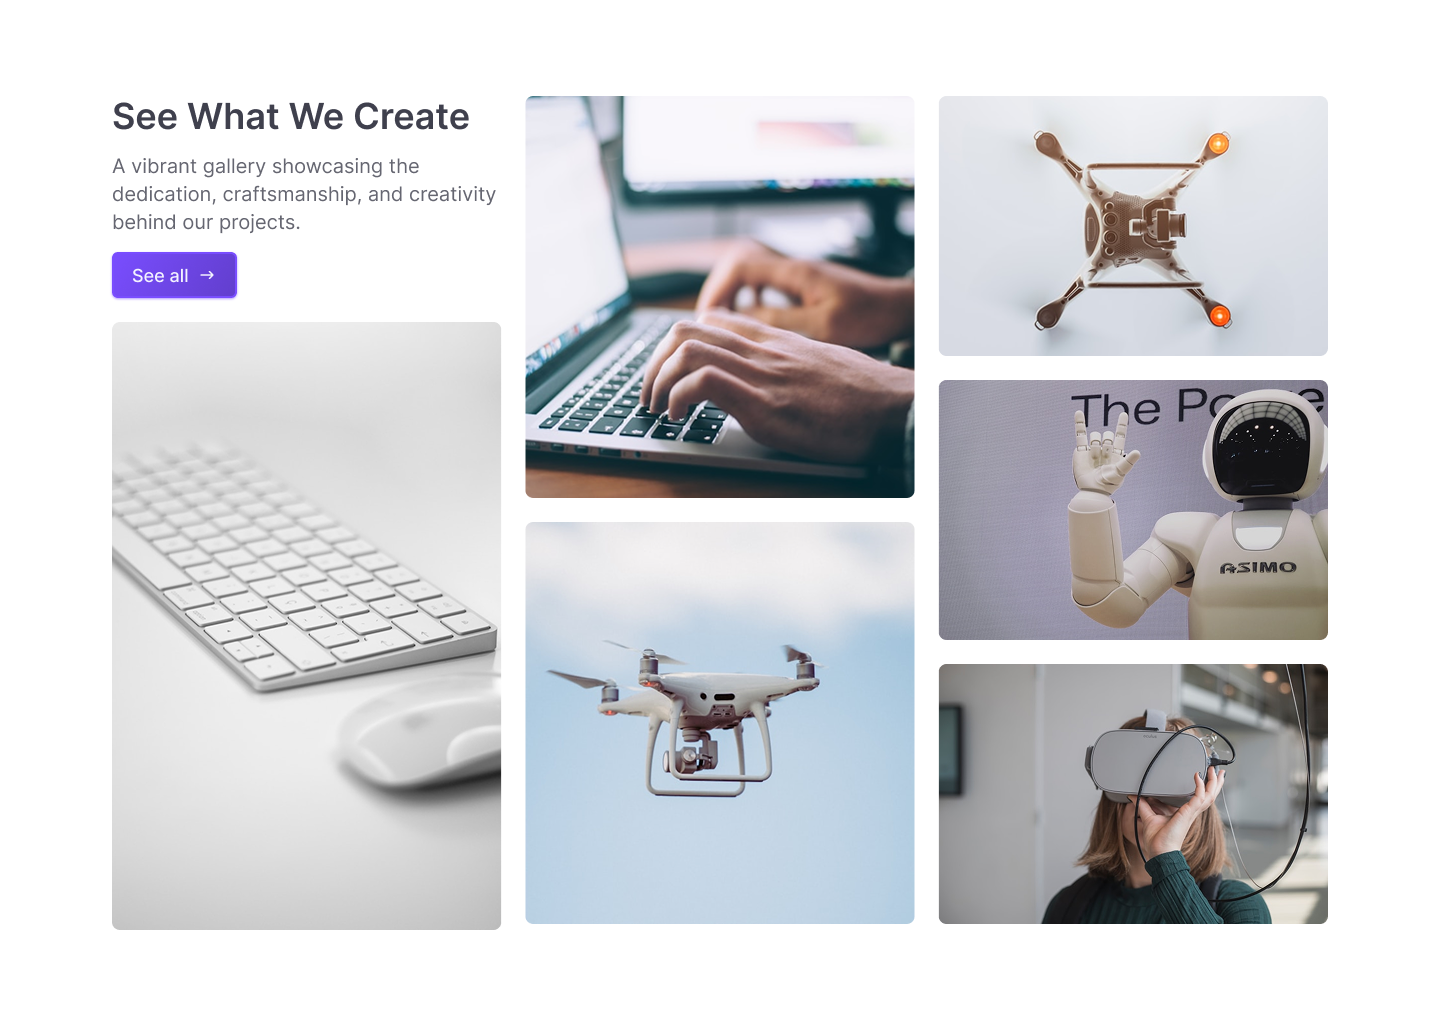 See What We Create
A vibrant gallery showcasing the
dedication, craftsmanship, and creativity
behind our projects.
See all →
The Po
ASIMO